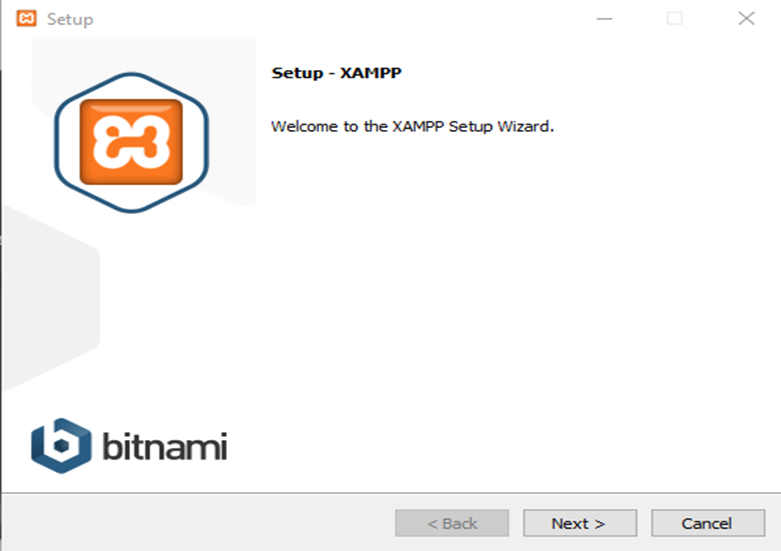 Setup
Setup - XAMPP
Welcome to the XAMPP Setup Wizard.
bitnami
< Back
Next >
Cancel